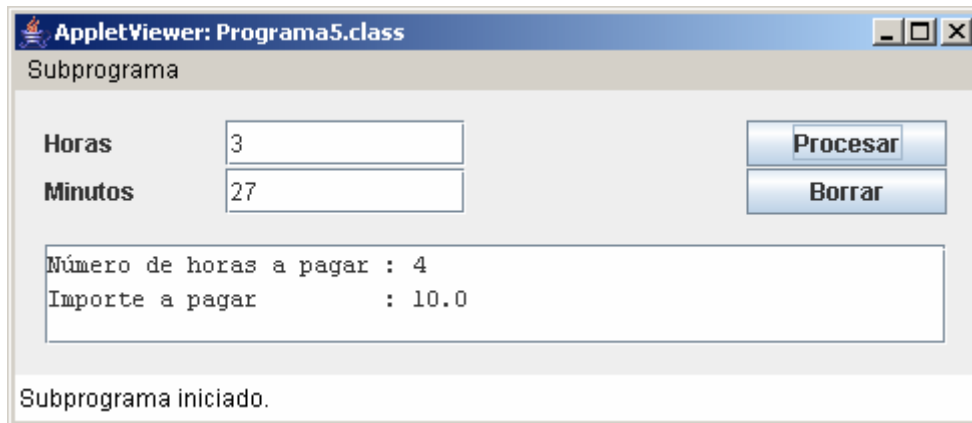 AppletViewer: Programa5.class
Subprograma
Horas 3 Procesar
Minutos 27 Borrar
Número de horas a pagar : 4
Importe a pagar : 10.0
Subprograma iniciado.